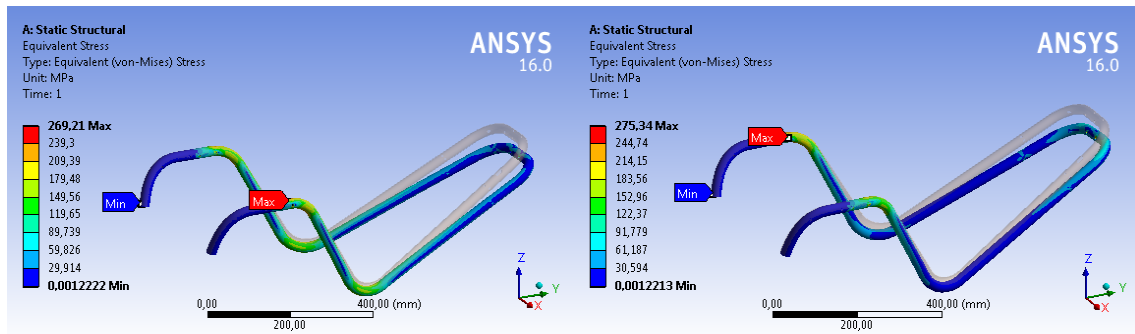 A: Static Structural
Equivalent Stress
Type: Equivalent (von-Mises) Stress
Unit: MPa
Time: 1
ANSYS
16.0
269,21 Max
239,3
209,39
179,48
149,56
119,65
89,739
59,826
29,914
0,0012222 Min
Min
Max
0,00
400,00 (mm)
200,00
Z
Y
X
A: Static Structural
Equivalent Stress
Type: Equivalent (von-Mises) Stress
Unit: MPa
Time: 1
ANSYS
16.0
275,34 Max
244,74
214,15
183,56
152,96
122,37
91,779
61,187
30,594
0,0012213 Min
Max
Min
0,00
400,00 (mm)
200,00
Z
Y
X